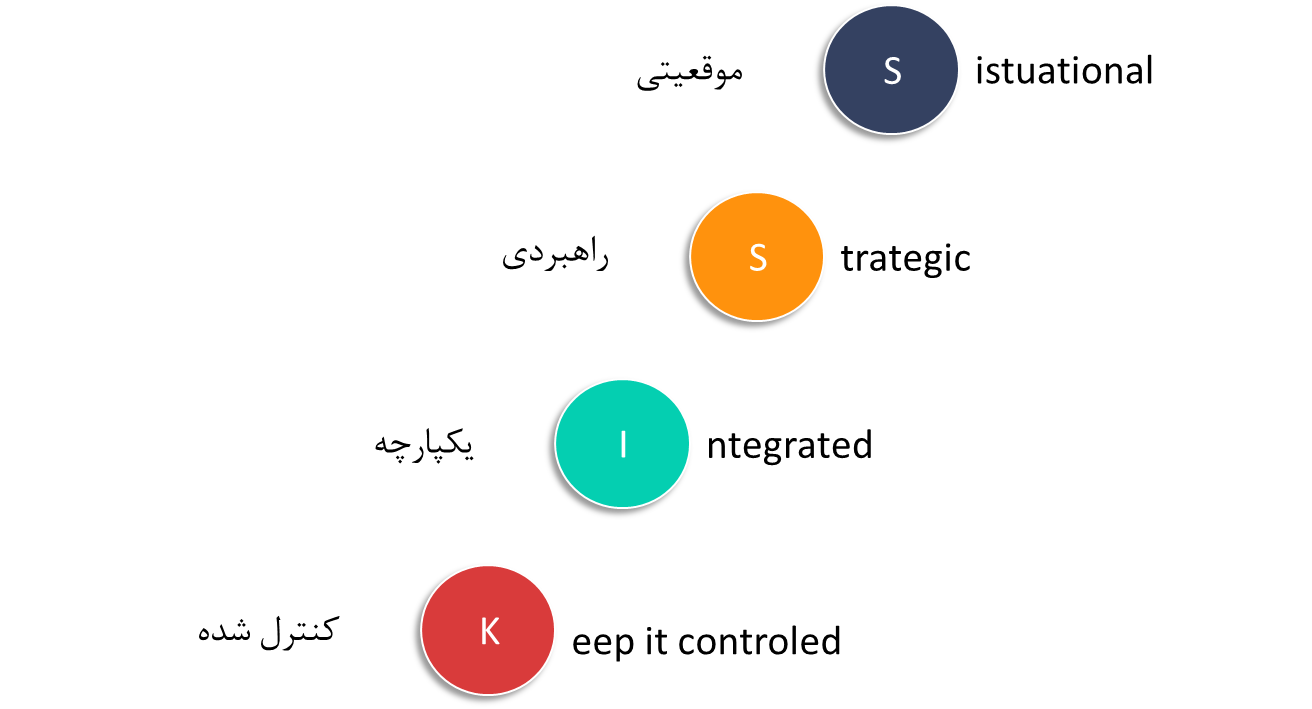 موقعیتی S istuational
راهبردی S trategic
یکپارچه I ntegrated
کنترل شده K eep it controled